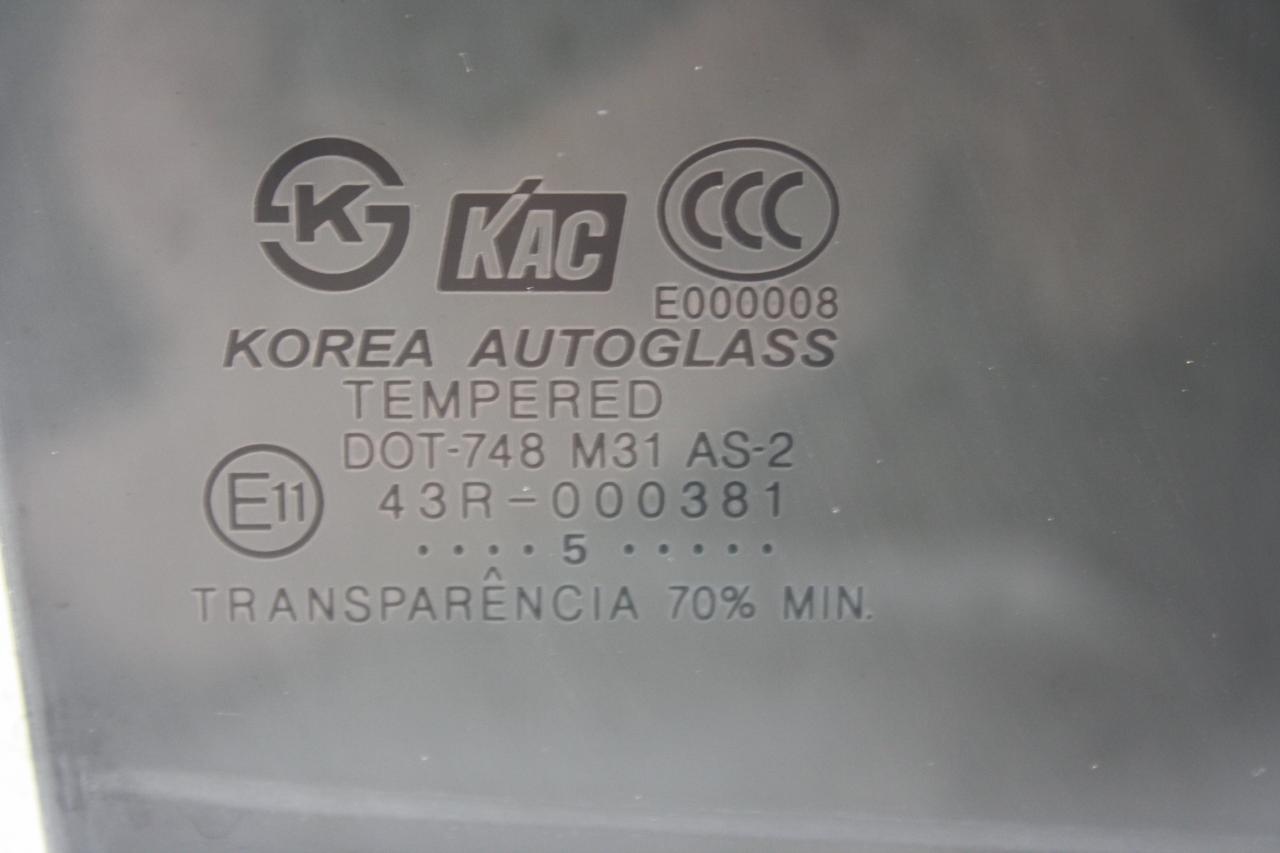 K KAC CCC
E000008
KOREA AUTOGLASS
TEMPERED
DOT-748 M31 AS-2
E11 43R-000381
....5.....
TRANSPARÊNCIA 70% MIN.